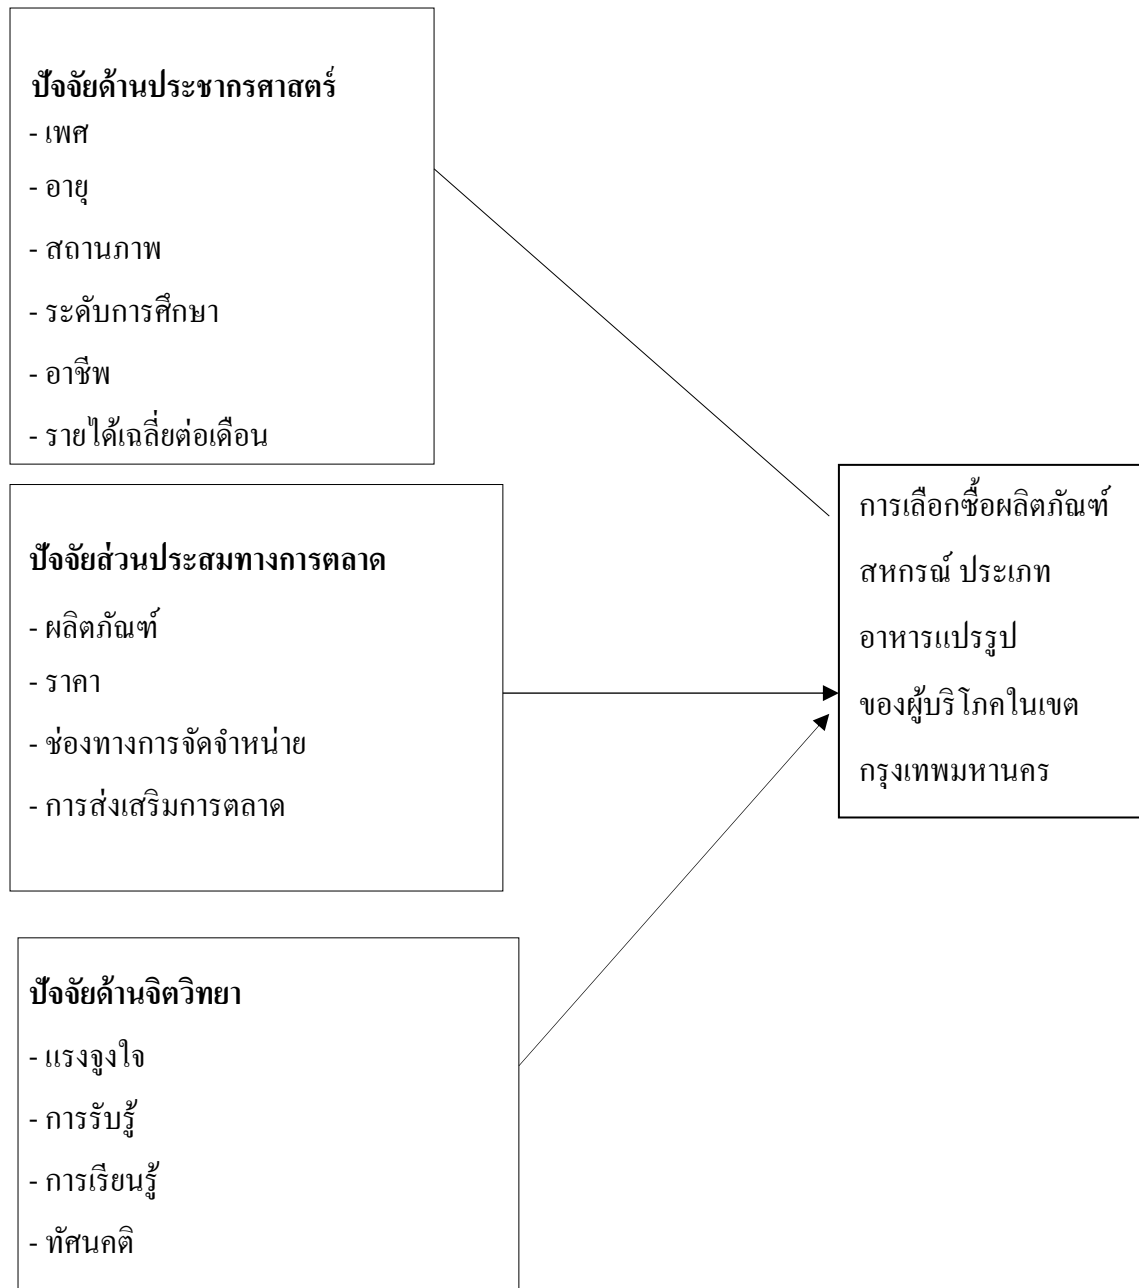 ปัจจัยด้านประชากรศาสตร์
- เพศ
- อายุ
- สถานภาพ
- ระดับการศึกษา
- อาชีพ
- รายได้เฉลี่ยต่อเดือน
ปัจจัยส่วนประสมทางการตลาด
- ผลิตภัณฑ์
- ราคา
- ช่องทางการจัดจำหน่าย
- การส่งเสริมการตลาด
ปัจจัยด้านจิตวิทยา
- แรงจูงใจ
- การรับรู้
- การเรียนรู้
- ทัศนคติ
การเลือกซื้อผลิตภัณฑ์
สหกรณ์ ประเภท
อาหารแปรรูป
ของผู้บริโภคในเขต
กรุงเทพมหานคร